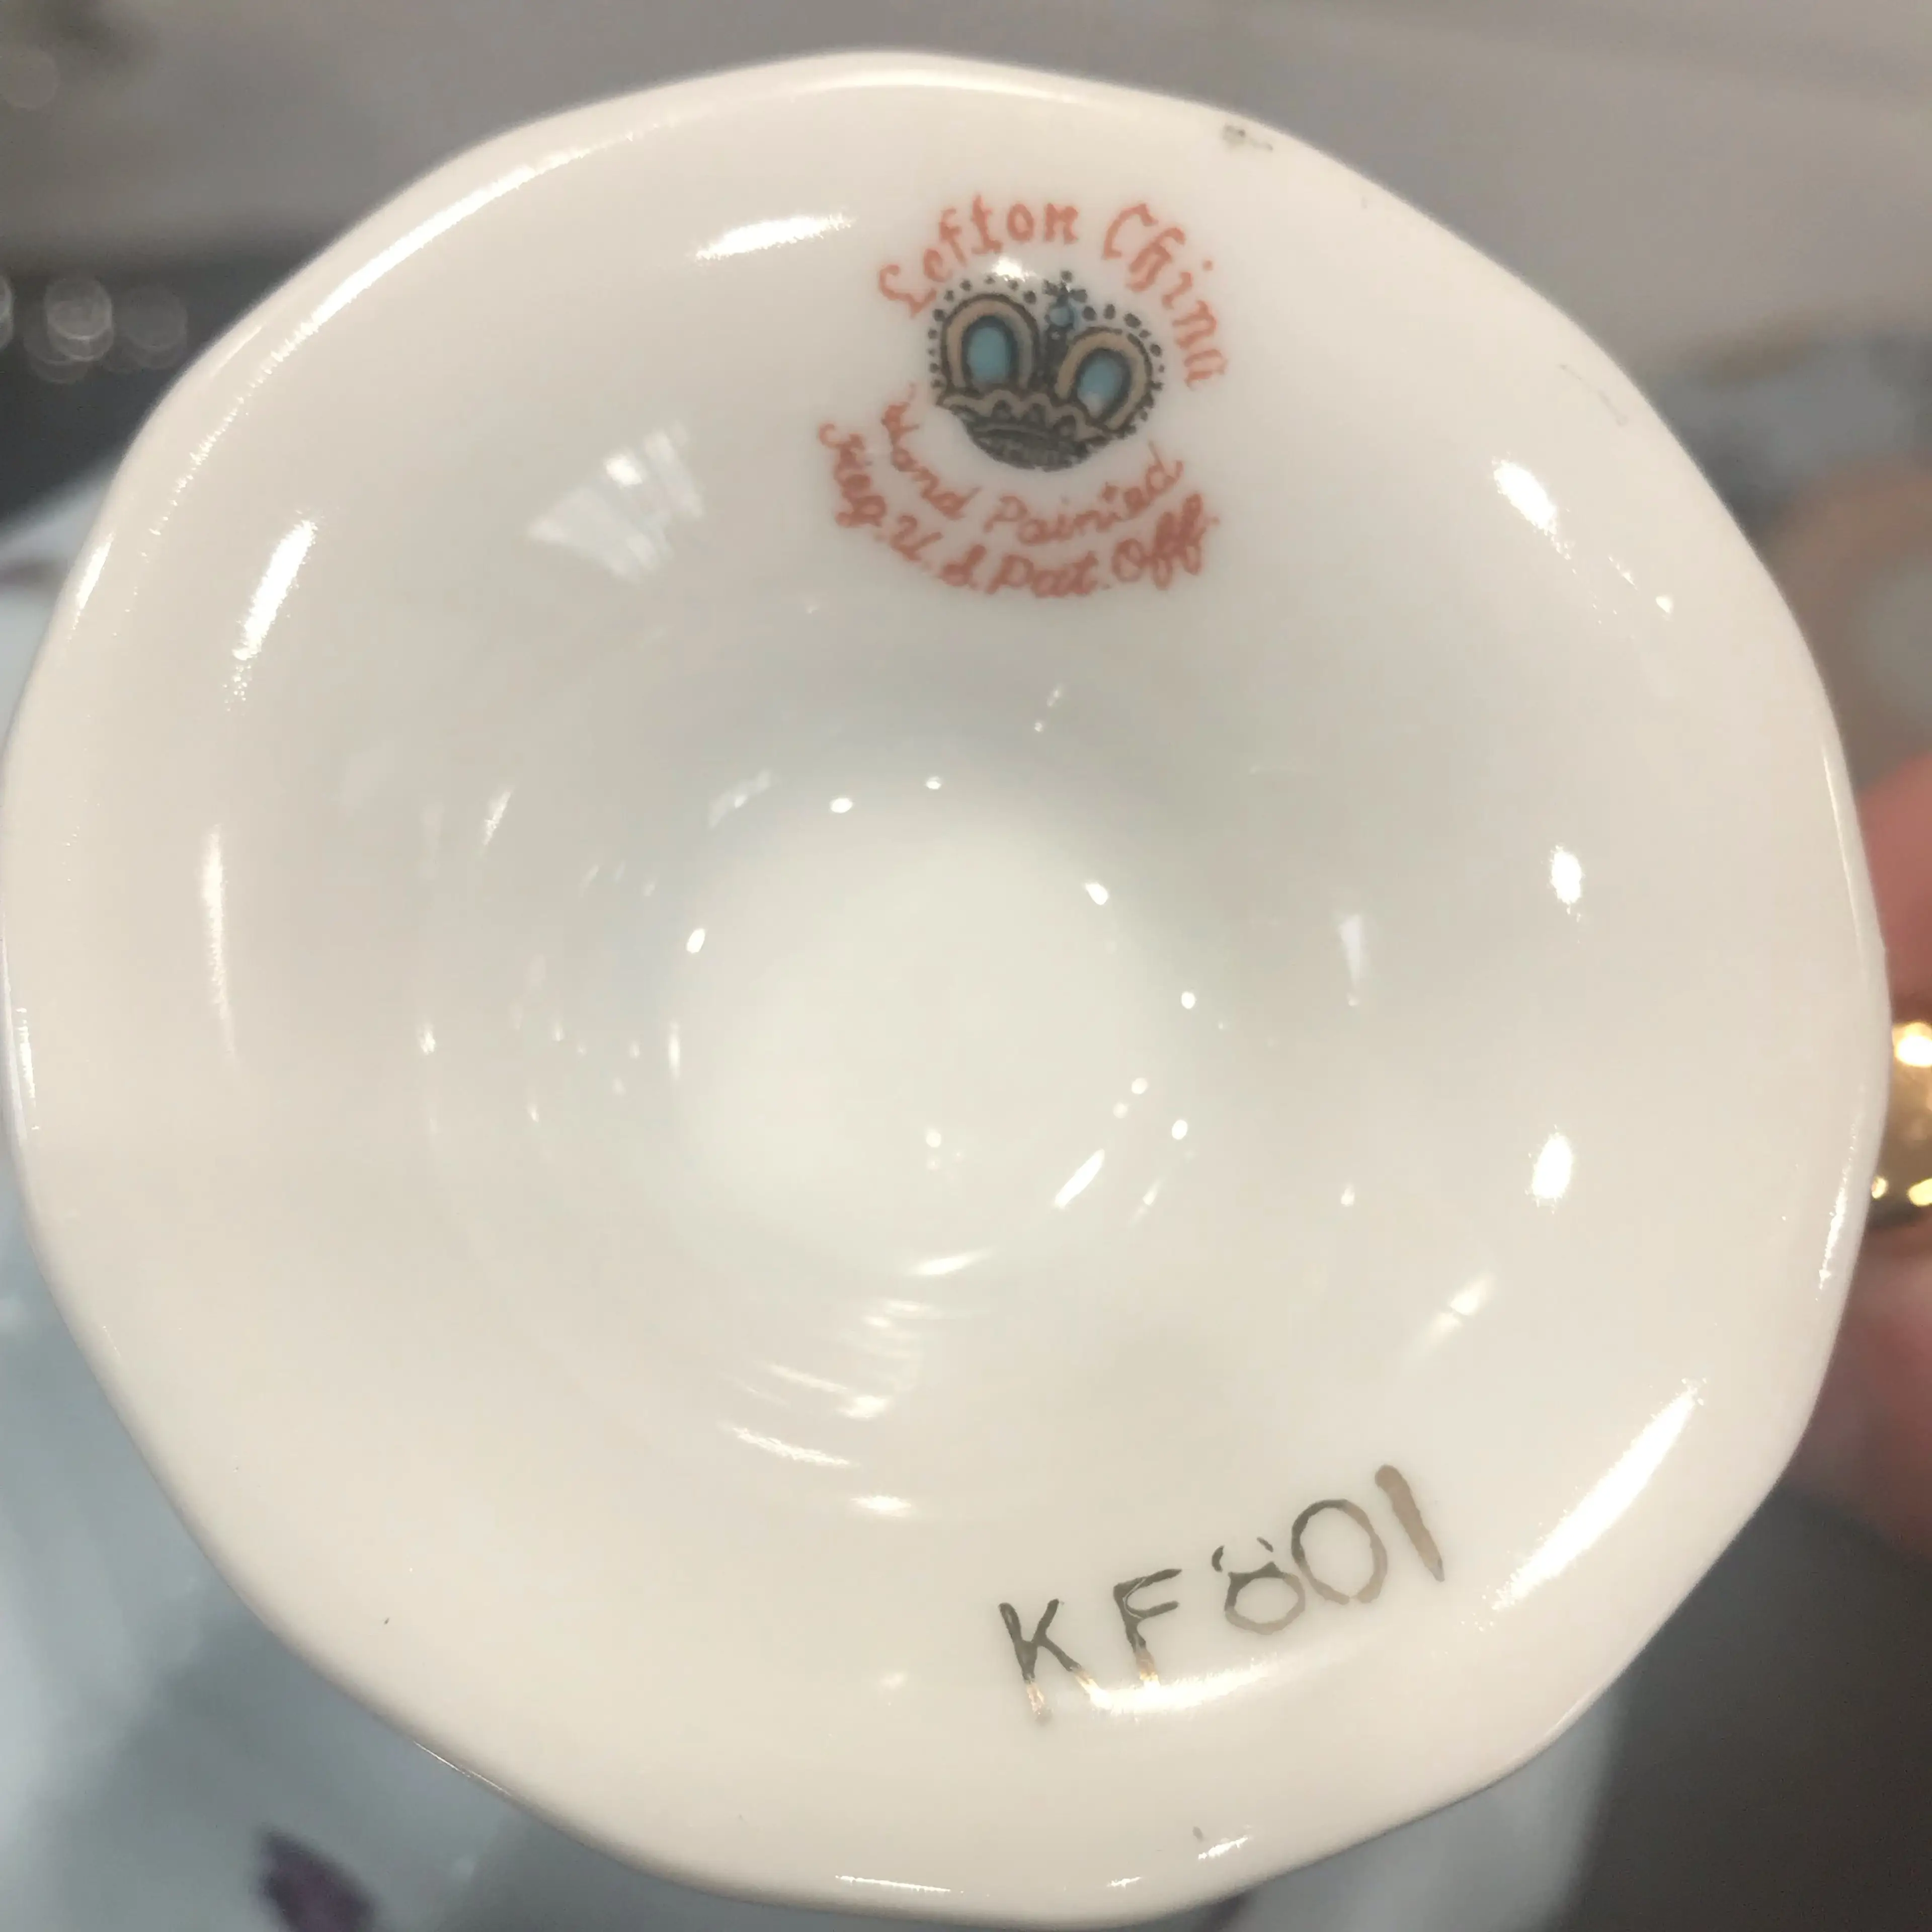 Lefton China
Hand Painted
Reg. U. S. Pat. Off.
KF801